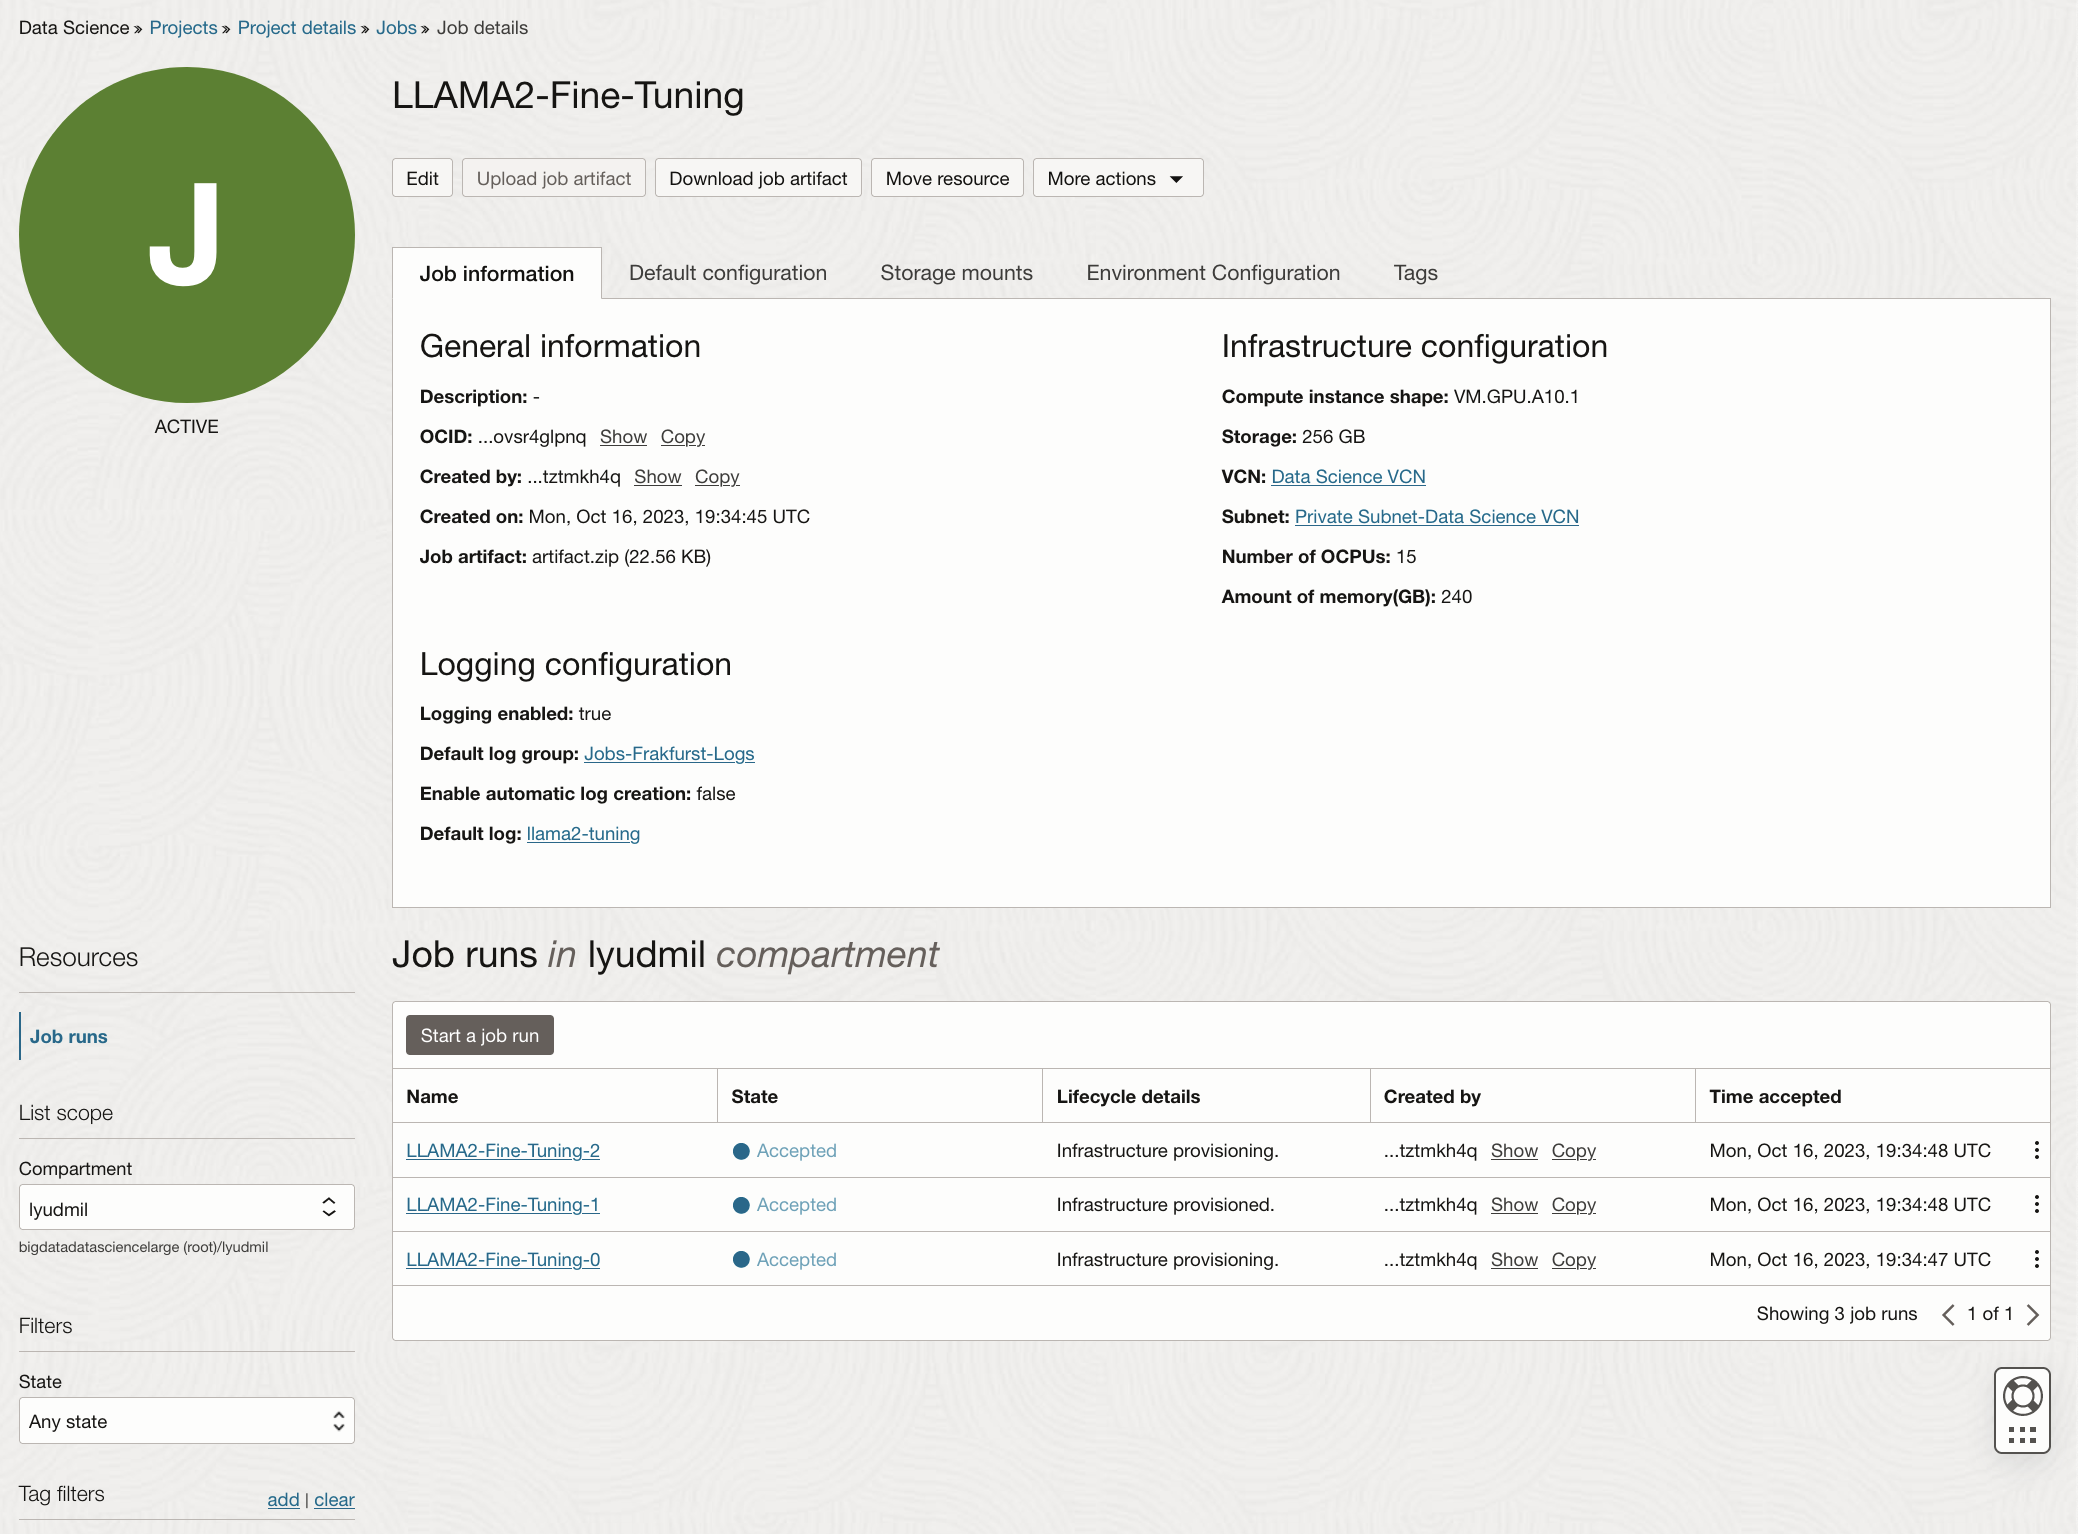 Data Science » Projects » Project details » Jobs » Job details
J
ACTIVE
LLAMA2-Fine-Tuning
Edit
Upload job artifact
Download job artifact
Move resource
More actions
Job information
Default configuration
Storage mounts
Environment Configuration
Tags
General information
Description: -
OCID: ...ovsr4glpnq Show Copy
Created by: ...tztmkh4q Show Copy
Created on: Mon, Oct 16, 2023, 19:34:45 UTC
Job artifact: artifact.zip (22.56 KB)
Infrastructure configuration
Compute instance shape: VM.GPU.A10.1
Storage: 256 GB
VCN: Data Science VCN
Subnet: Private Subnet-Data Science VCN
Number of OCPUs: 15
Amount of memory(GB): 240
Logging configuration
Logging enabled: true
Default log group: Jobs-Frakfurst-Logs
Enable automatic log creation: false
Default log: llama2-tuning
Resources
Job runs
List scope
Compartment
lyudmil
bigdatadatasciencelarge (root)/lyudmil
Filters
State
Any state
Tag filters add | clear
Job runs in lyudmil compartment
Start a job run
Name State Lifecycle details Created by Time accepted
LLAMA2-Fine-Tuning-2 Accepted Infrastructure provisioning. ...tztmkh4q Show Copy Mon, Oct 16, 2023, 19:34:48 UTC
LLAMA2-Fine-Tuning-1 Accepted Infrastructure provisioned. ...tztmkh4q Show Copy Mon, Oct 16, 2023, 19:34:48 UTC
LLAMA2-Fine-Tuning-0 Accepted Infrastructure provisioning. ...tztmkh4q Show Copy Mon, Oct 16, 2023, 19:34:47 UTC
Showing 3 job runs 1 of 1